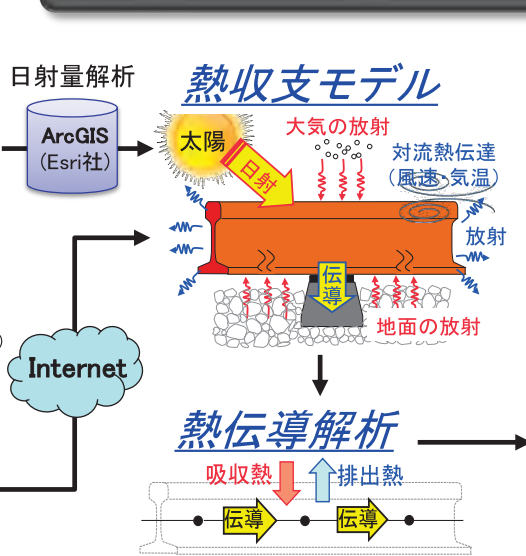 日射量解析
ArcGIS
(Esri社)
熱収支モデル
太陽
日射
大気の放射
対流熱伝達
(風速・気温)
放射
伝導
地面の放射
Internet
熱伝導解析
吸収熱
排出熱
伝導
伝導